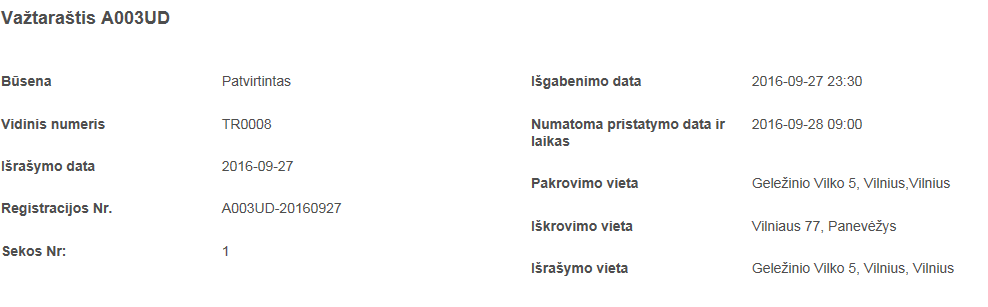 Važtaraštis A003UD
Būsena Patvirtintas
Vidinis numeris TR0008
Išrašymo data 2016-09-27
Registracijos Nr. A003UD-20160927
Sekos Nr: 1
Išgabenimo data 2016-09-27 23:30
Numatoma pristatymo data ir 2016-09-28 09:00
laikas
Pakrovimo vieta Geležinio Vilko 5, Vilnius,Vilnius
Iškrovimo vieta Vilniaus 77, Panevėžys
Išrašymo vieta Geležinio Vilko 5, Vilnius, Vilnius